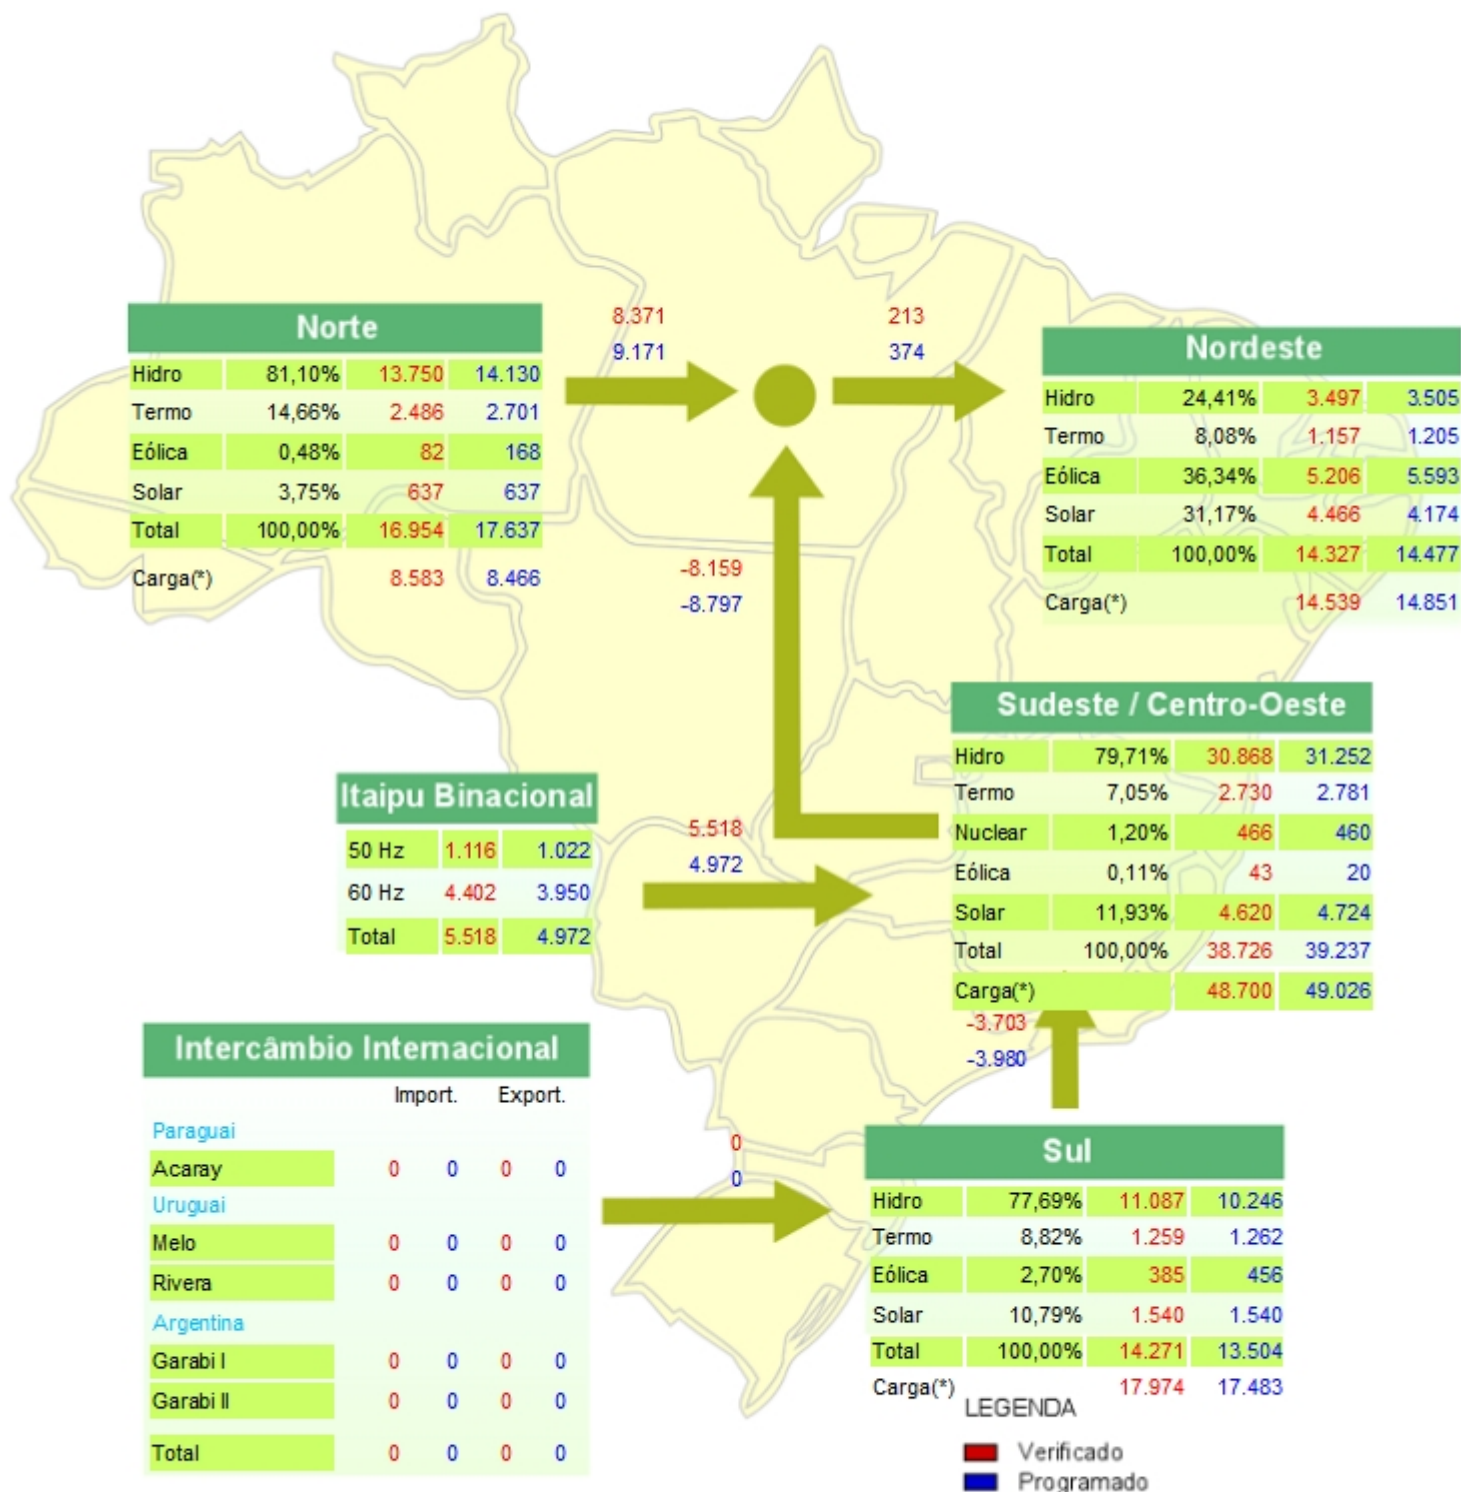 8.371
9.171
213
374
Norte
Hidro 81,10% 13.750 14.130
Termo 14,66% 2.486 2.701
Eólica 0,48% 82 168
Solar 3,75% 637 637
Total 100,00% 16.954 17.637
Carga(*) 8.583 8.466
Nordeste
Hidro 24,41% 3.497 3.505
Termo 8,08% 1.157 1.205
Eólica 36,34% 5.206 5.593
Solar 31,17% 4.466 4.174
Total 100,00% 14.327 14.477
Carga(*) 14.539 14.851
-8.159
-8.797
Sudeste / Centro-Oeste
Hidro 79,71% 30.868 31.252
Termo 7,05% 2.730 2.781
Nuclear 1,20% 466 460
Eólica 0,11% 43 20
Solar 11,93% 4.620 4.724
Total 100,00% 38.726 39.237
Carga(*) 48.700 49.026
Itaipu Binacional
50 Hz 1.116 1.022
60 Hz 4.402 3.950
Total 5.518 4.972
5.518
4.972
-3.703
-3.980
Intercâmbio Internacional
Import. Export.
Paraguai
Acaray 0 0 0 0
Uruguai
Melo 0 0 0 0
Rivera 0 0 0 0
Argentina
Garabi I 0 0 0 0
Garabi II 0 0 0 0
Total 0 0 0 0
0
0
Sul
Hidro 77,69% 11.087 10.246
Termo 8,82% 1.259 1.262
Eólica 2,70% 385 456
Solar 10,79% 1.540 1.540
Total 100,00% 14.271 13.504
Carga(*) 17.974 17.483
LEGENDA
Verificado
Programado